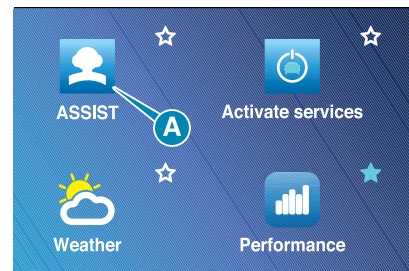 ASSIST
Activate services
A
Weather
Performance